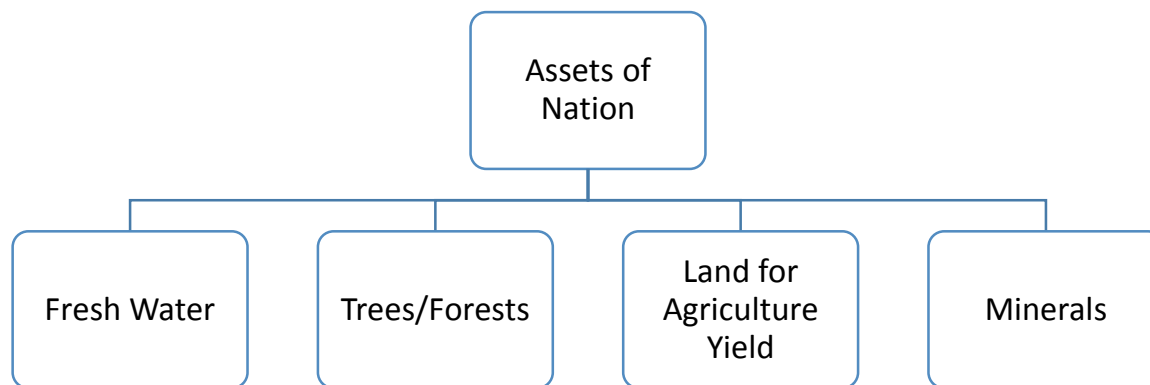 Assets of
Nation
Fresh Water
Trees/Forests
Land for
Agriculture
Yield
Minerals